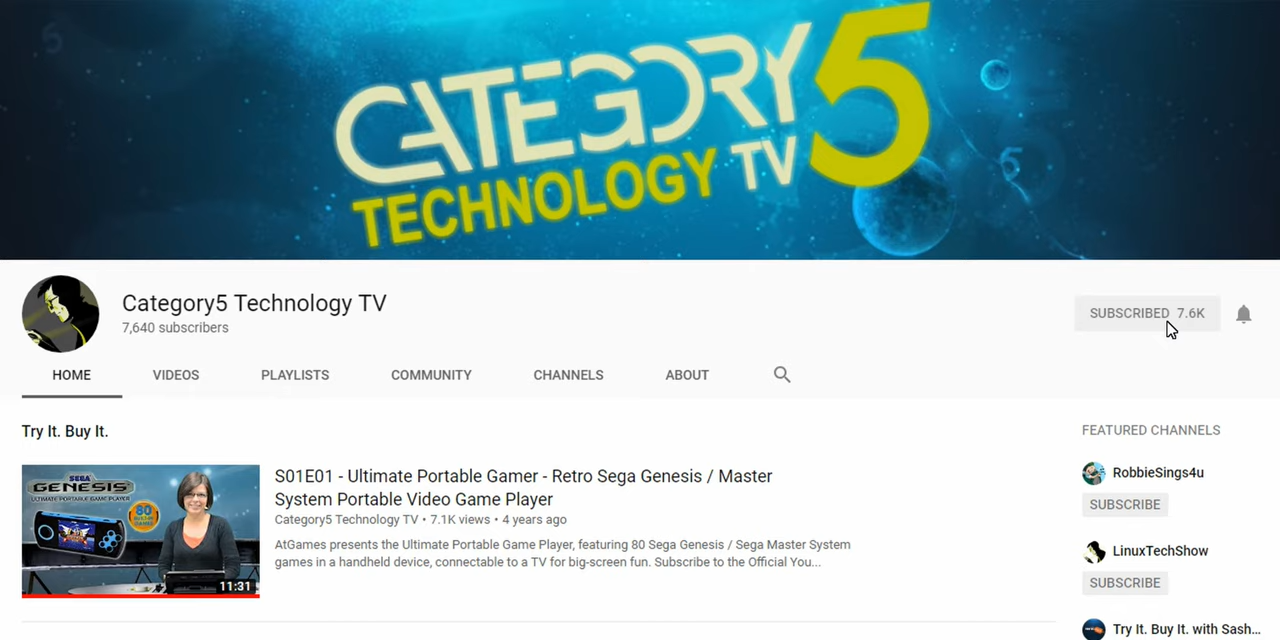 CATEGORY5
TECHNOLOGY TV
Category5 Technology TV
7,640 subscribers
SUBSCRIBED 7.6K
HOME VIDEOS PLAYLISTS COMMUNITY CHANNELS ABOUT
Try It. Buy It.
FEATURED CHANNELS
SEGA
GENESIS
ULTIMATE PORTABLE GAME PLAYER
80
BUILT-IN
GAMES
11:31
S01E01 - Ultimate Portable Gamer - Retro Sega Genesis / Master
System Portable Video Game Player
Category5 Technology TV • 7.1K views • 4 years ago
AtGames presents the Ultimate Portable Game Player, featuring 80 Sega Genesis / Sega Master System
games in a handheld device, connectable to a TV for big-screen fun. Subscribe to the Official You...
RobbieSings4u
SUBSCRIBE
LinuxTechShow
SUBSCRIBE
Try It. Buy It. with Sash...